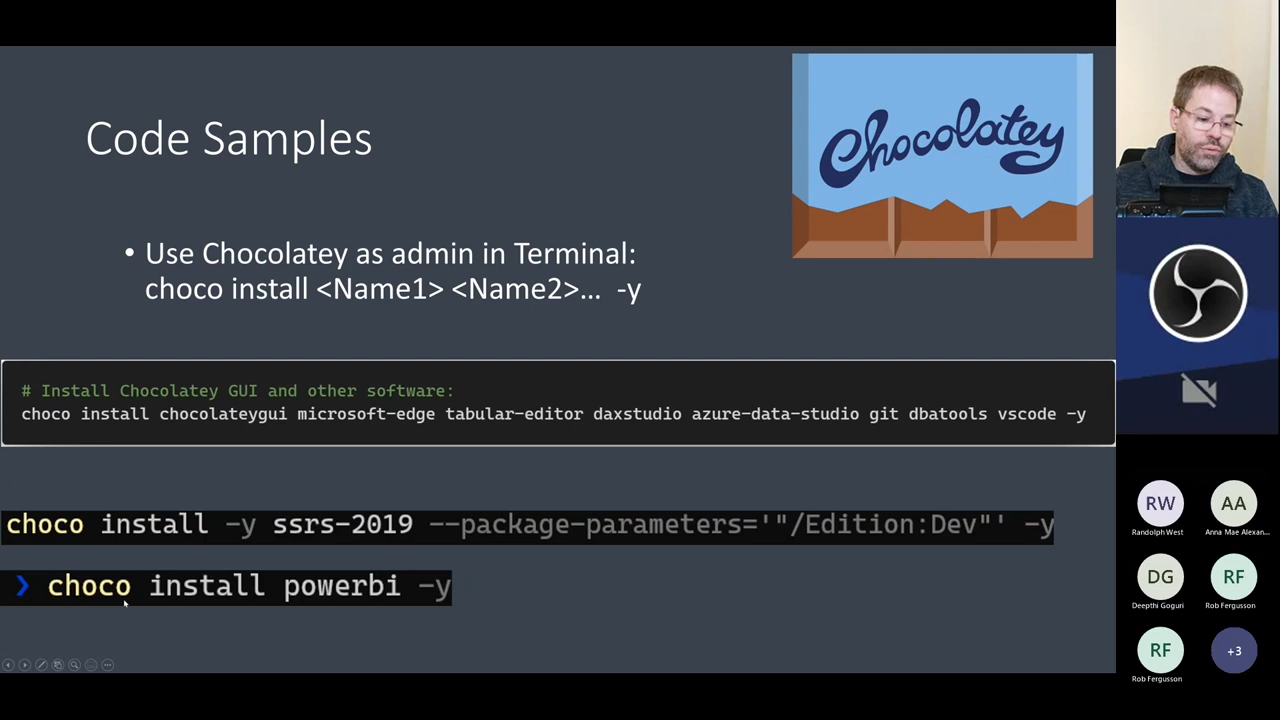 Code Samples
Chocolatey
• Use Chocolatey as admin in Terminal:
choco install <Name1> <Name2>... -y
# Install Chocolatey GUI and other software:
choco install chocolateygui microsoft-edge tabular-editor daxstudio azure-data-studio git dbatools vscode -y
choco install -y ssrs-2019 --package-parameters='"/Edition:Dev"' -y
❯ choco install powerbi -y
RW
AA
Randolph West
Anna Mae Alexan...
DG
RF
Deepthi Goguri
Rob Fergusson
RF
+3
Rob Fergusson